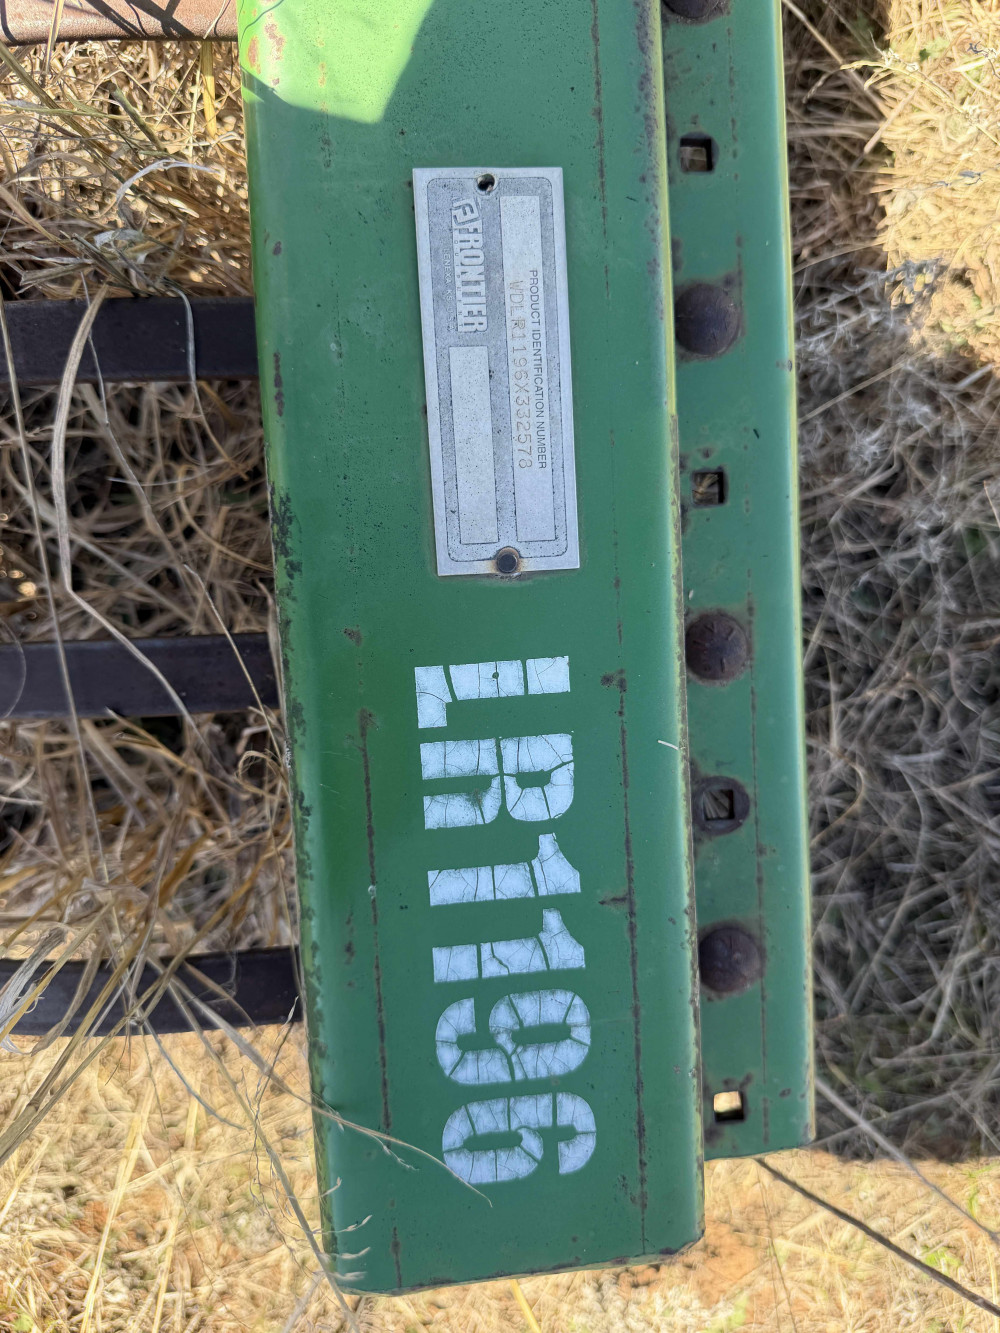 FRONTIER
PRODUCT IDENTIFICATION NUMBER
WDLR1196X332578
LR1196